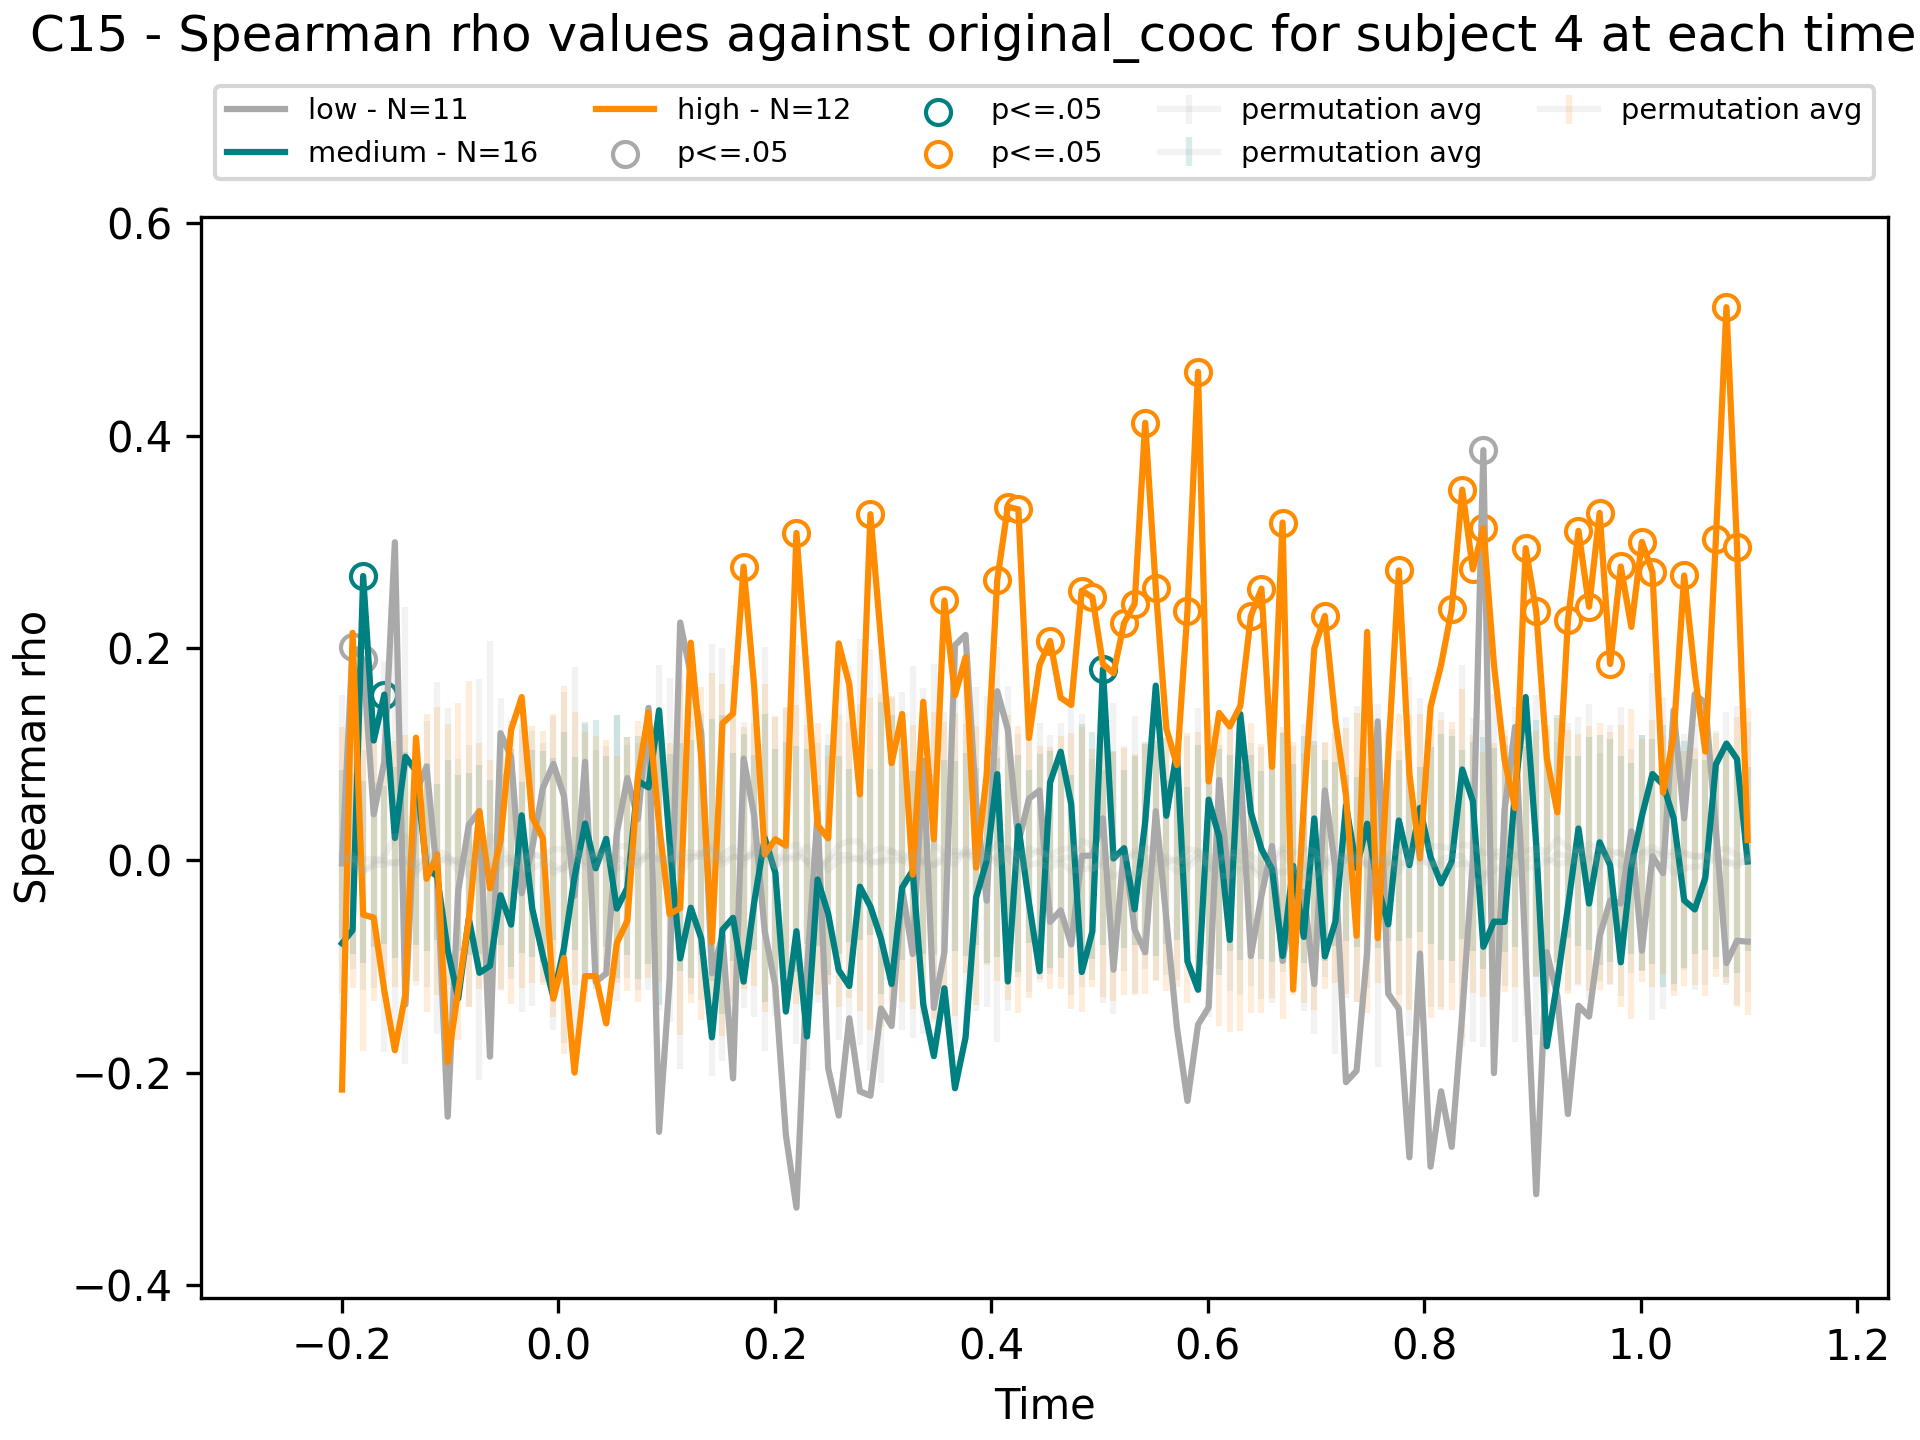 C15 - Spearman rho values against original_cooc for subject 4 at each time
low - N=11
medium - N=16
high - N=12
p<=.05
p<=.05
p<=.05
permutation avg
permutation avg
permutation avg
Spearman rho
0.6
0.4
0.2
0.0
−0.2
−0.4
−0.2 0.0 0.2 0.4 0.6 0.8 1.0 1.2
Time